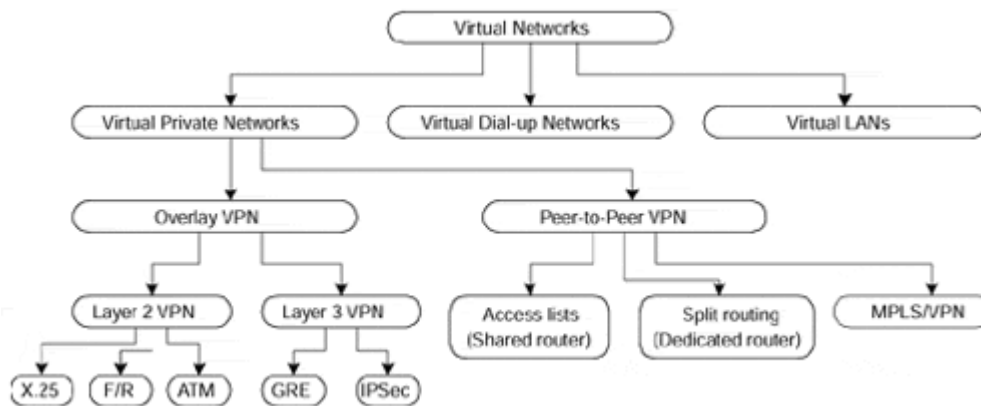 Virtual Networks
Virtual Private Networks
Virtual Dial-up Networks
Virtual LANs
Overlay VPN
Peer-to-Peer VPN
Layer 2 VPN
Layer 3 VPN
Access lists
(Shared router)
Split routing
(Dedicated router)
MPLS/VPN
X.25
F/R
ATM
GRE
IPSec